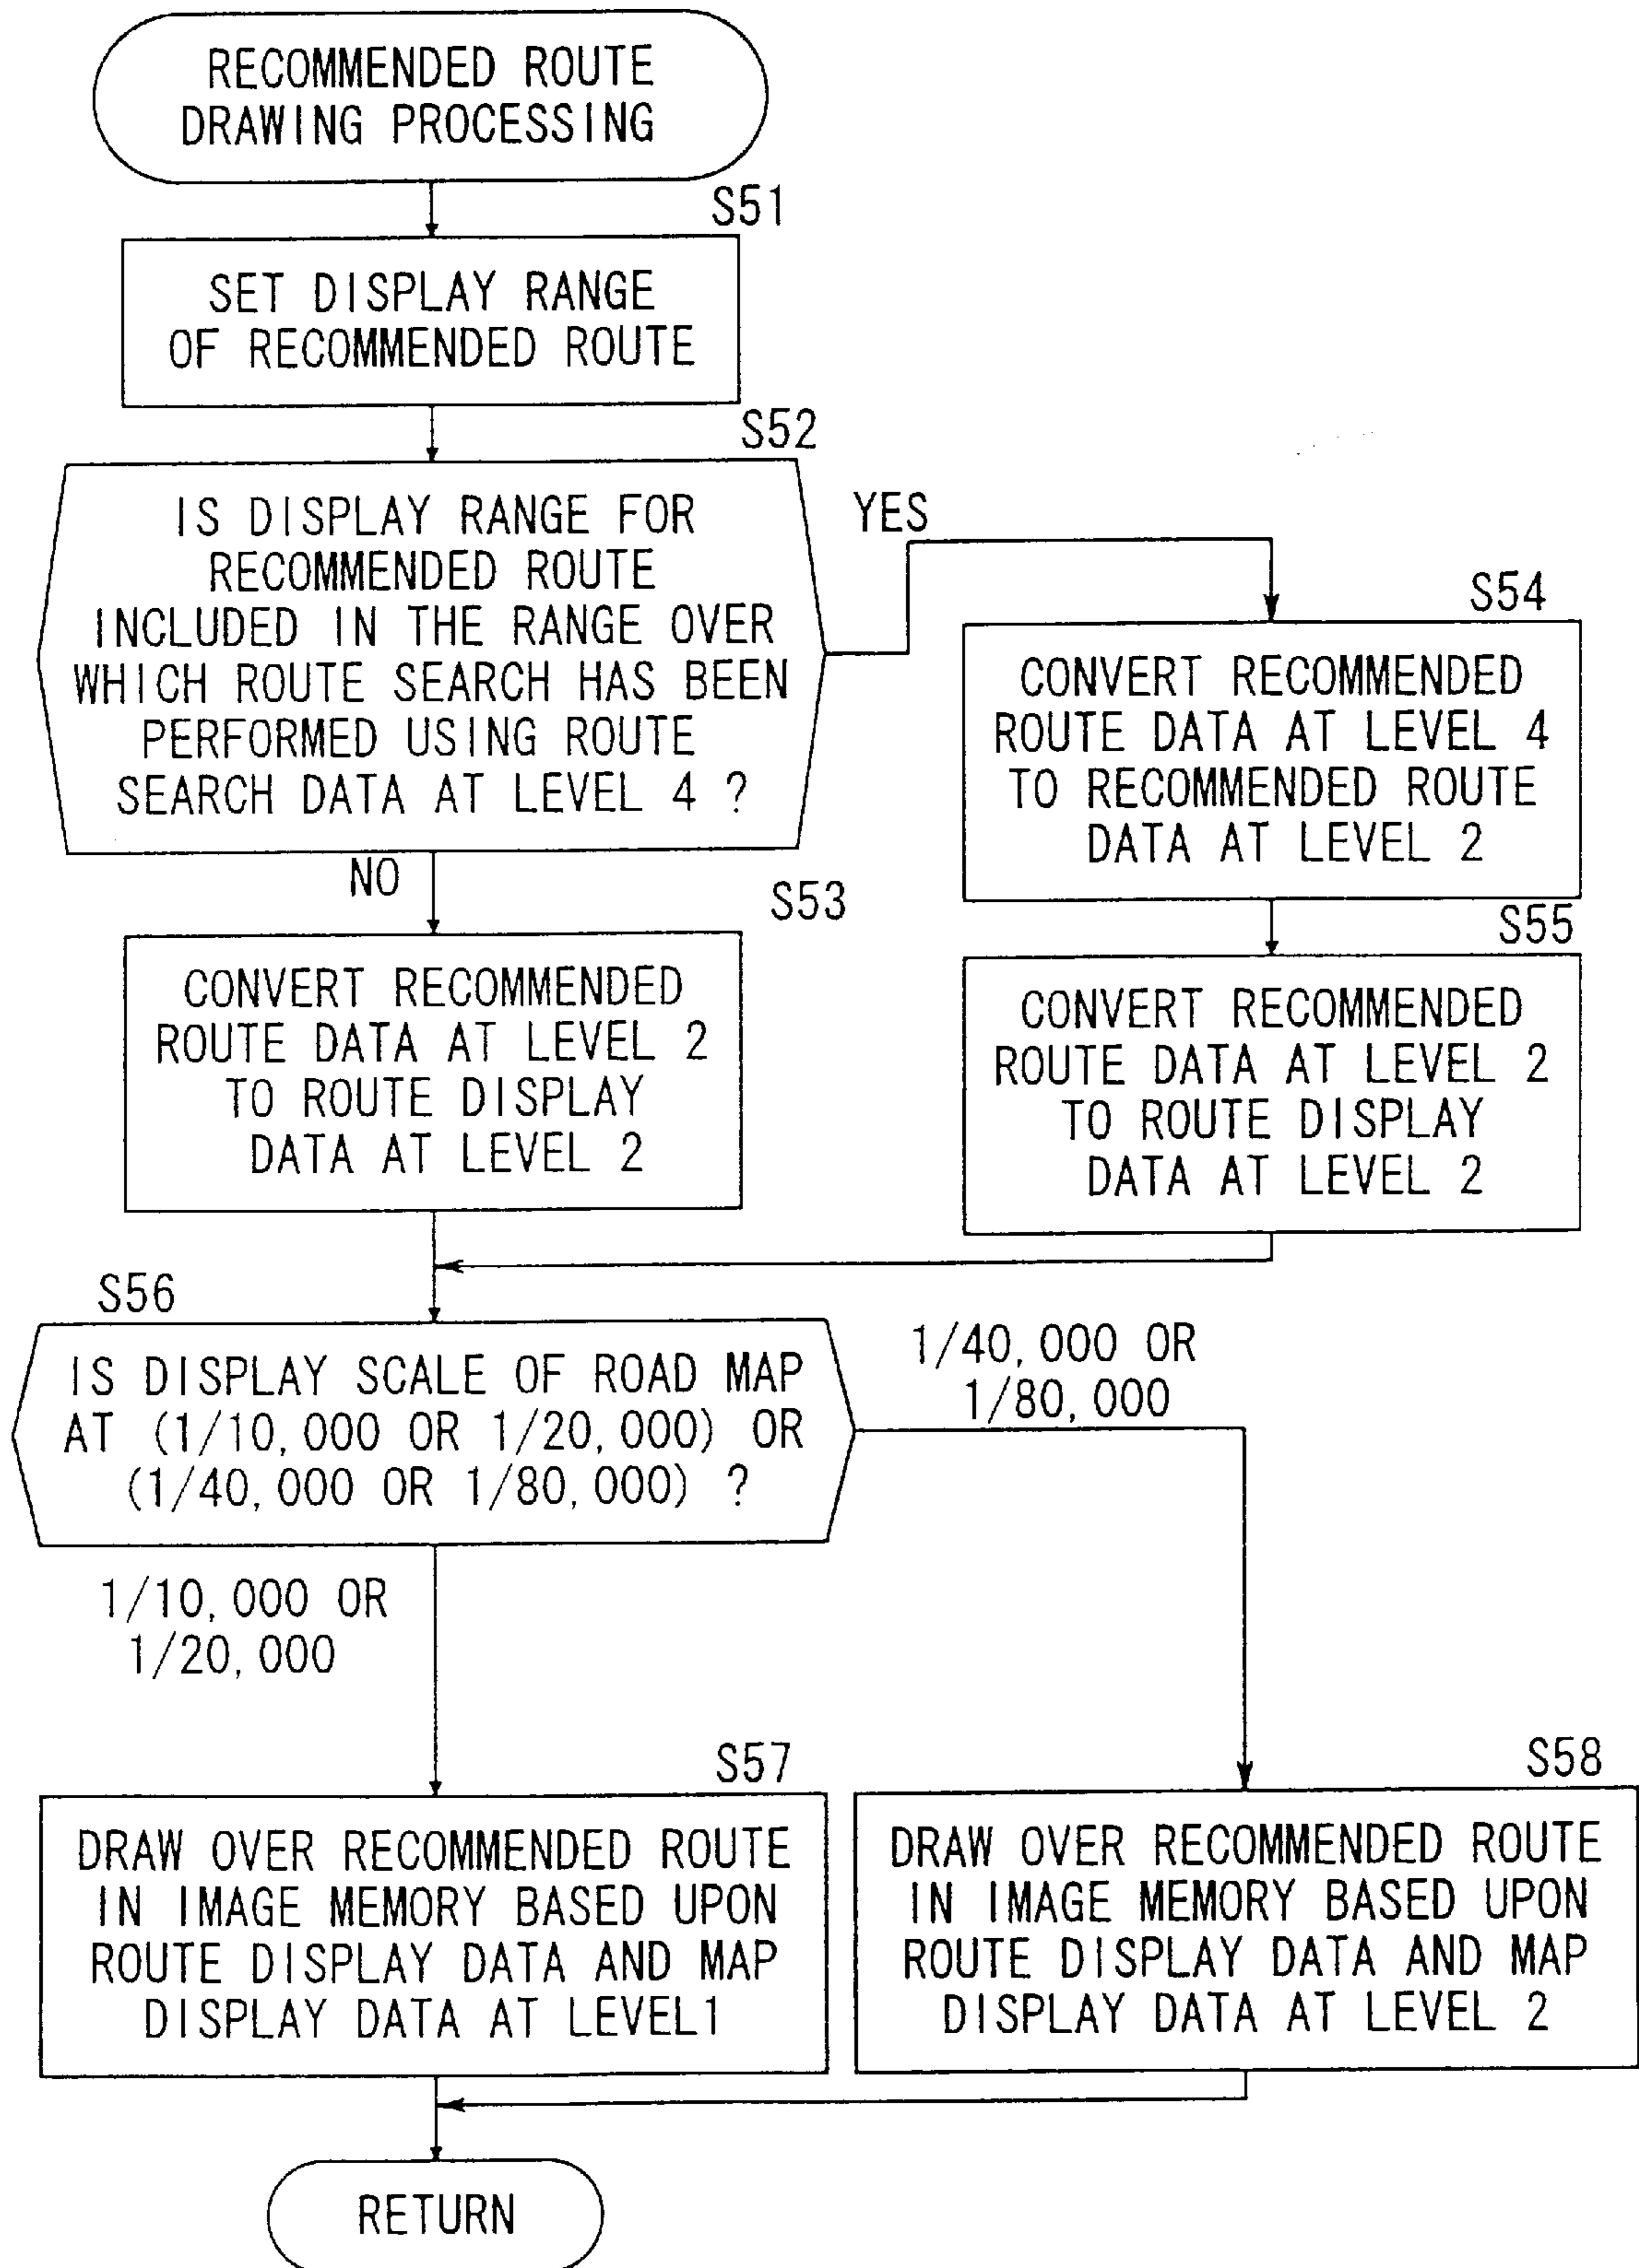 RECOMMENDED ROUTE
DRAWING PROCESSING
S51
SET DISPLAY RANGE
OF RECOMMENDED ROUTE
S52
IS DISPLAY RANGE FOR
RECOMMENDED ROUTE
INCLUDED IN THE RANGE OVER
WHICH ROUTE SEARCH HAS BEEN
PERFORMED USING ROUTE
SEARCH DATA AT LEVEL 4 ?
YES
NO
S54
CONVERT RECOMMENDED
ROUTE DATA AT LEVEL 4
TO RECOMMENDED ROUTE
DATA AT LEVEL 2
S53
CONVERT RECOMMENDED
ROUTE DATA AT LEVEL 2
TO ROUTE DISPLAY
DATA AT LEVEL 2
S55
CONVERT RECOMMENDED
ROUTE DATA AT LEVEL 2
TO ROUTE DISPLAY
DATA AT LEVEL 2
S56
IS DISPLAY SCALE OF ROAD MAP
AT (1/10,000 OR 1/20,000) OR
(1/40,000 OR 1/80,000) ?
1/40,000 OR
1/80,000
1/10,000 OR
1/20,000
S57
DRAW OVER RECOMMENDED ROUTE
IN IMAGE MEMORY BASED UPON
ROUTE DISPLAY DATA AND MAP
DISPLAY DATA AT LEVEL1
S58
DRAW OVER RECOMMENDED ROUTE
IN IMAGE MEMORY BASED UPON
ROUTE DISPLAY DATA AND MAP
DISPLAY DATA AT LEVEL 2
RETURN